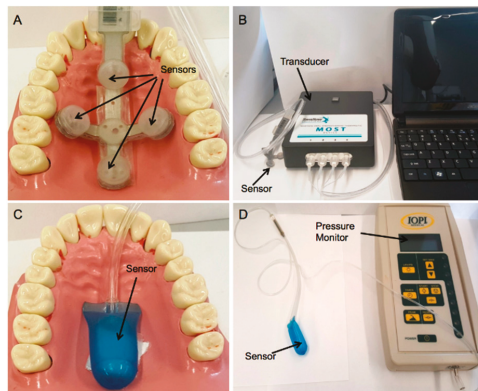 A
Sensors
B
Transducer
MOST
Sensor
C
Sensor
D
IOPI
Pressure
Monitor
Sensor